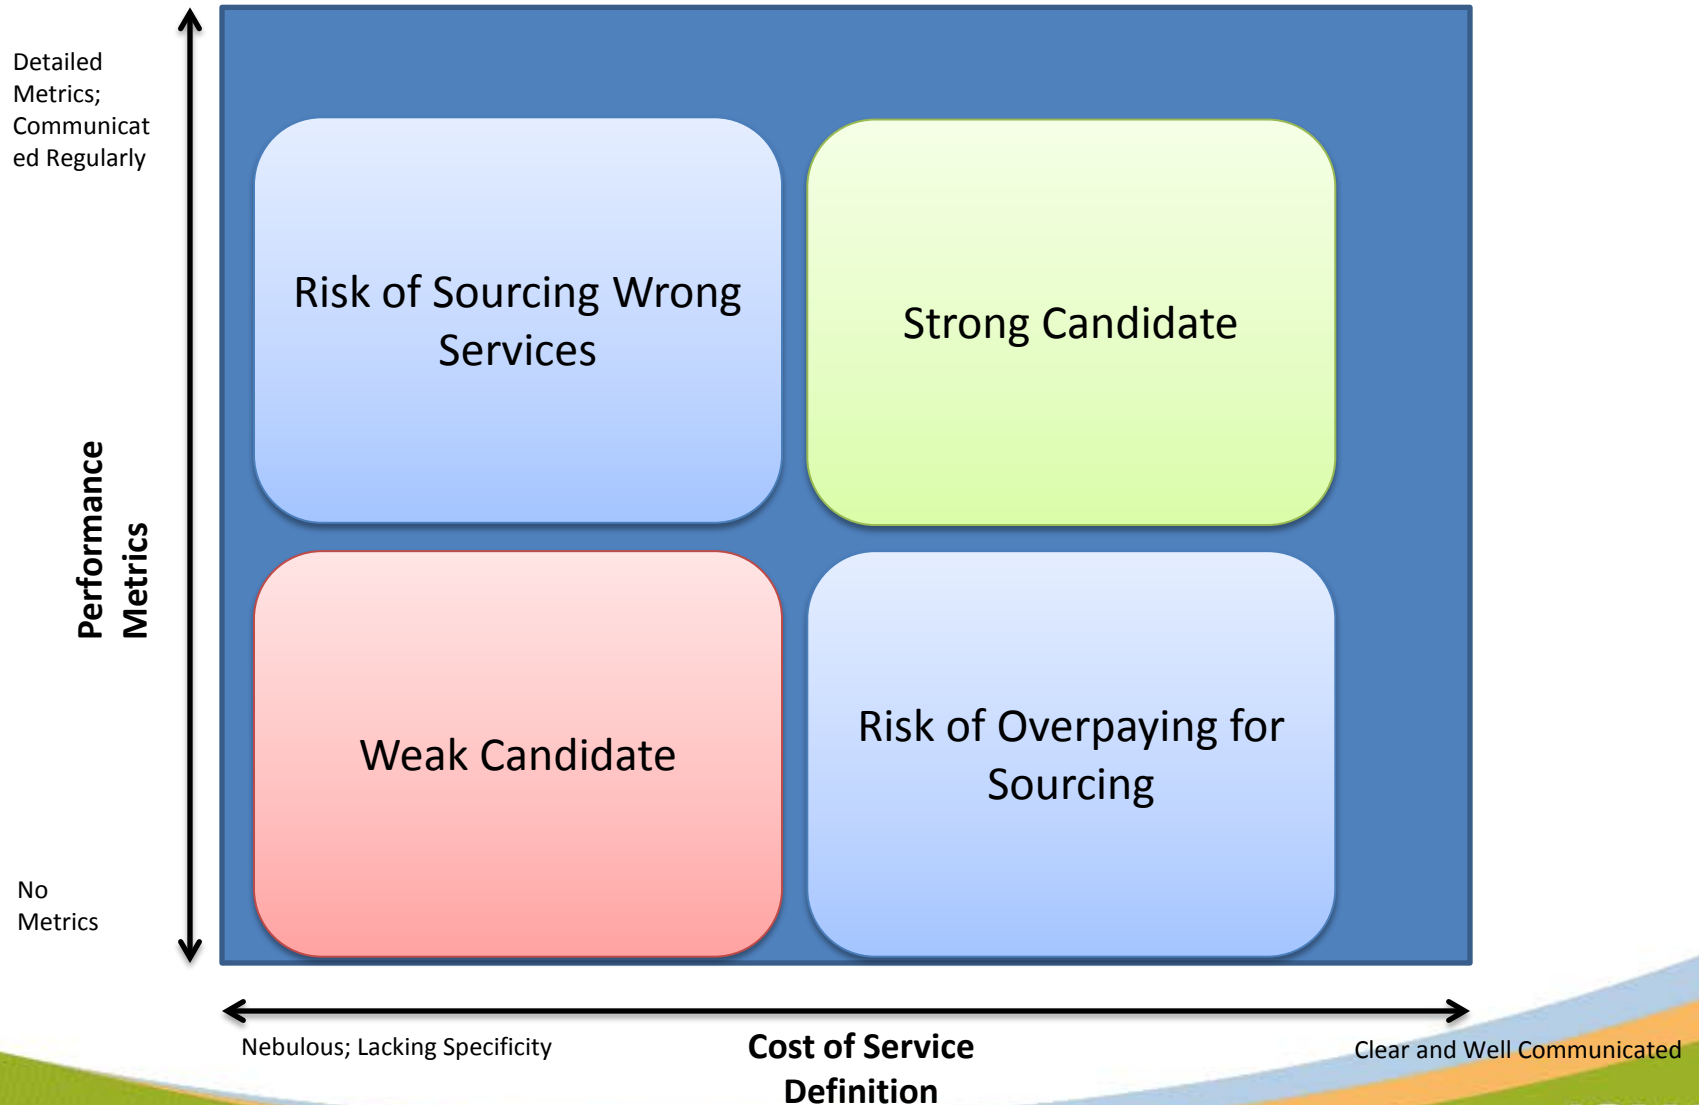 Detailed
Metrics;
Communicat
ed Regularly
Risk of Sourcing Wrong
Services
Strong Candidate
Performance
Metrics
Weak Candidate
Risk of Overpaying for
Sourcing
No
Metrics
Nebulous; Lacking Specificity
Cost of Service
Definition
Clear and Well Communicated